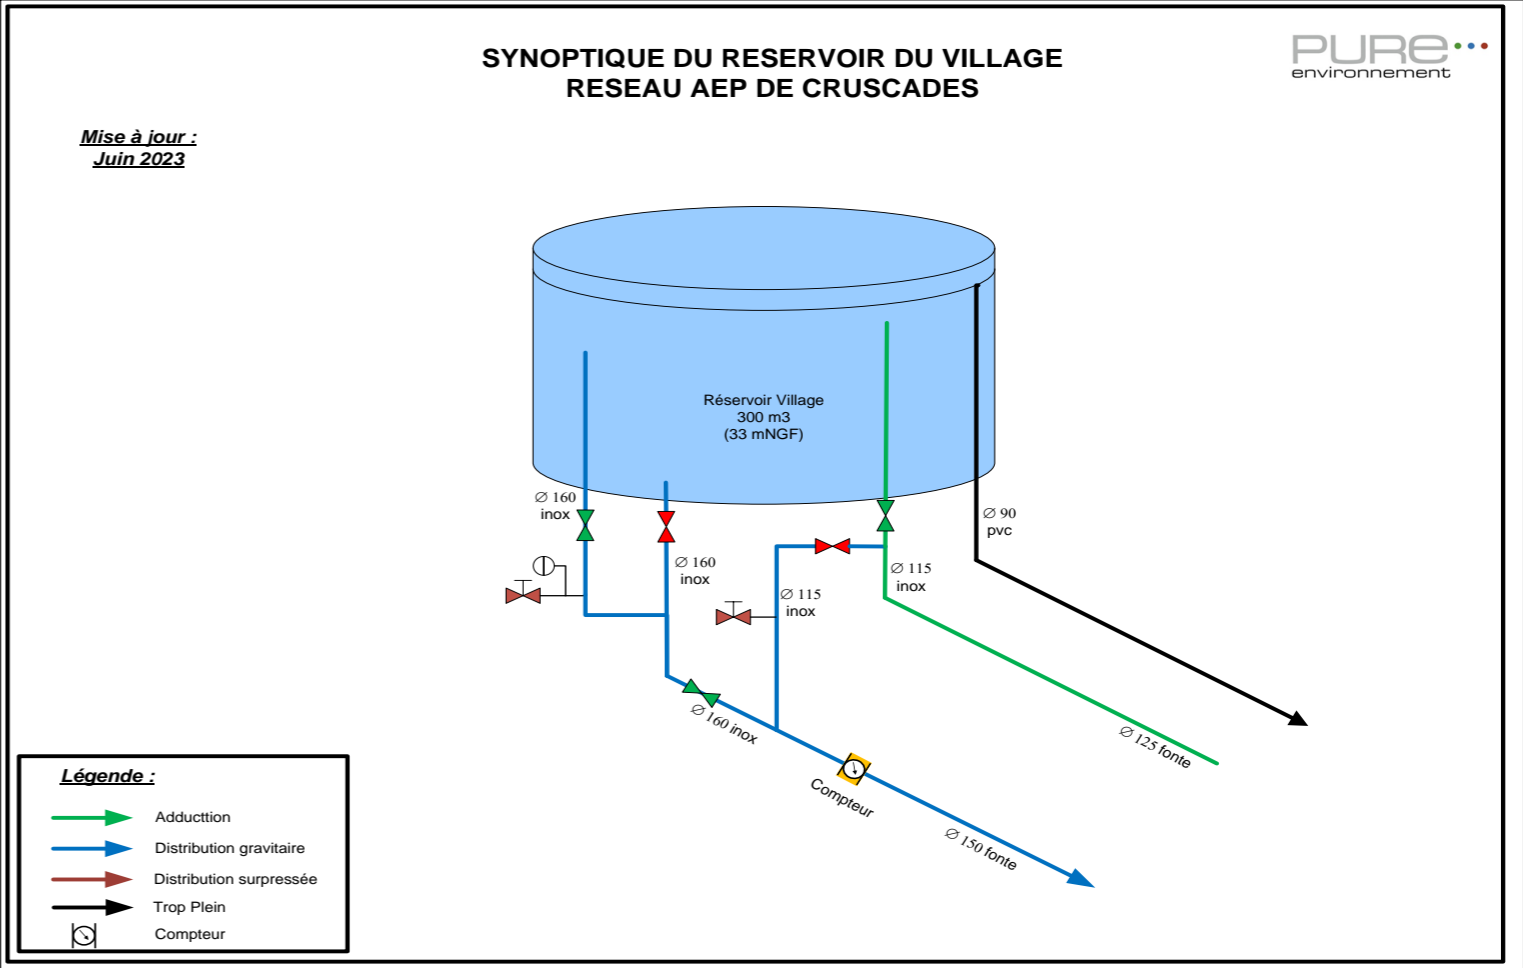 SYNOPTIQUE DU RESERVOIR DU VILLAGE
RESEAU AEP DE CRUSCADES
PURe
environnement
Mise à jour :
Juin 2023
Réservoir Village
300 m3
(33 mNGF)
Ø 160
inox
Ø 160
inox
Ø 115
inox
Ø 115
inox
Ø 90
pvc
Ø 160 inox
Compteur
Ø 150 fonte
Ø 125 fonte
Légende :
Adducttion
Distribution gravitaire
Distribution surpressée
Trop Plein
Compteur